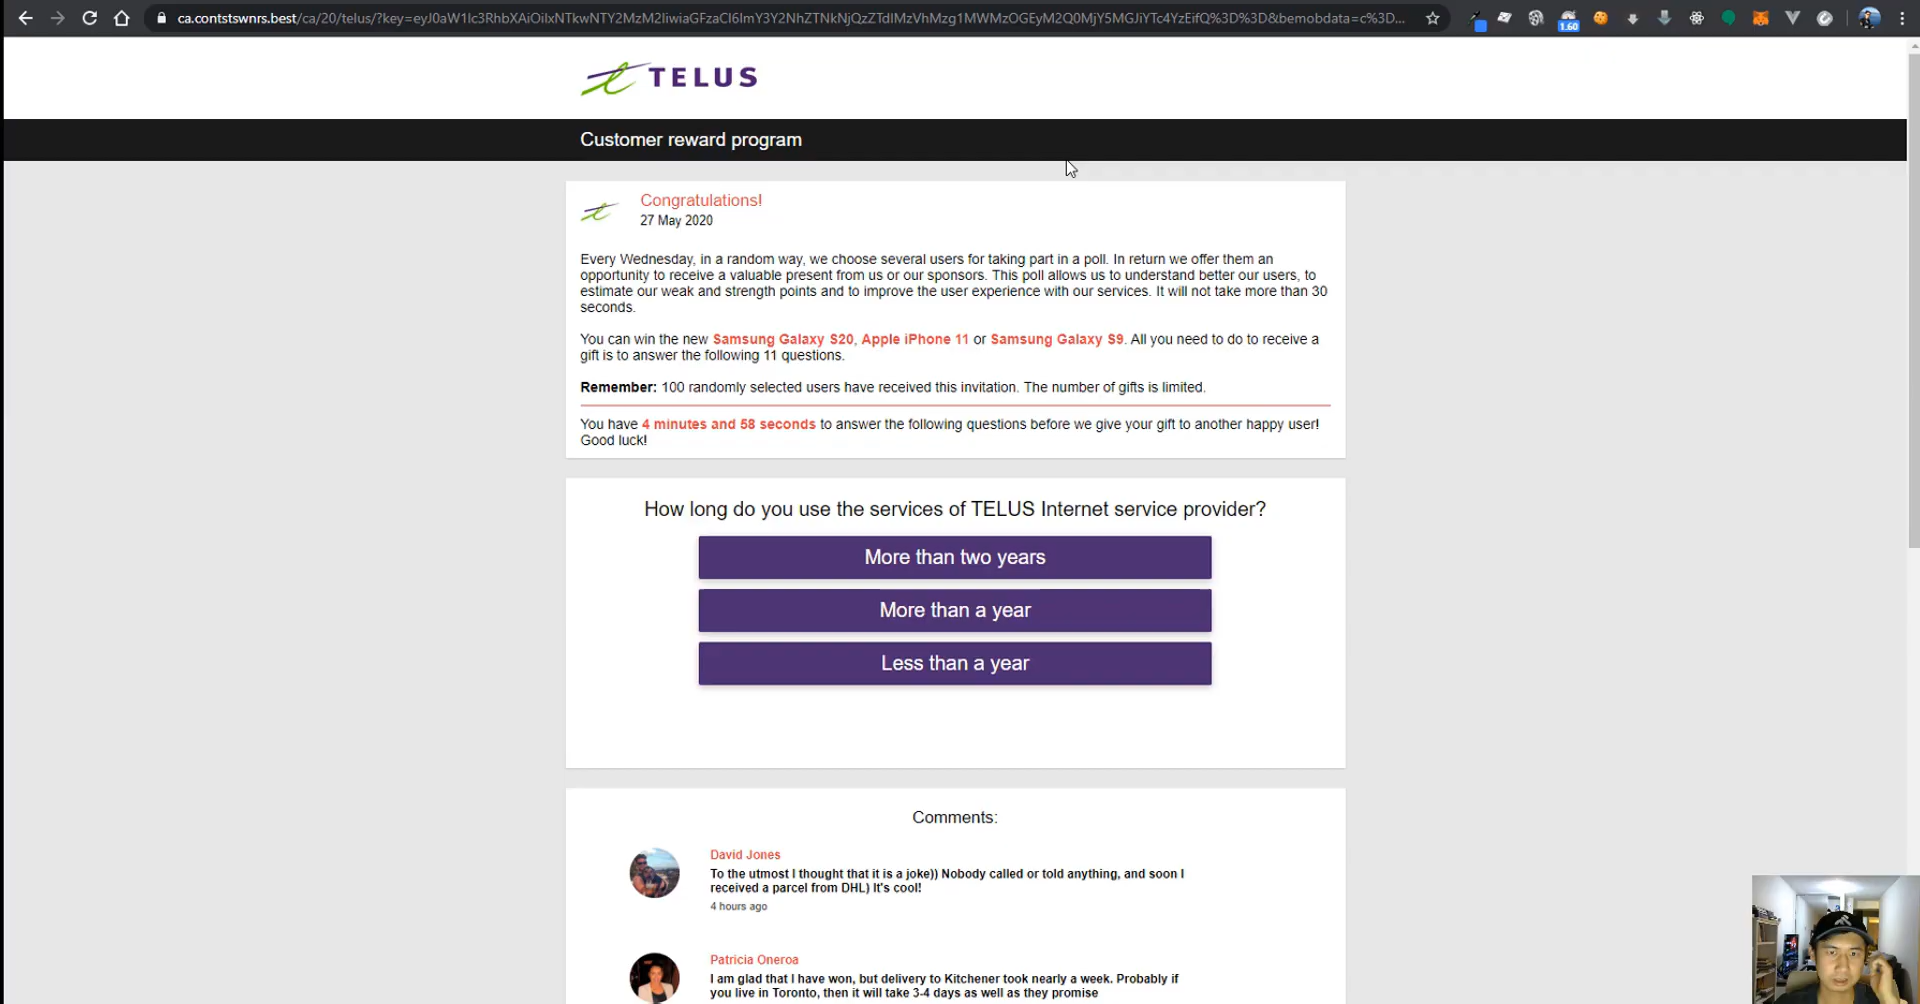 ca.contstswnrs.best/ca/20/telus/?key=
1.60
TELUS
Customer reward program
Congratulations!
27 May 2020
Every Wednesday, in a random way, we choose several users for taking part in a poll. In return we offer them an
opportunity to receive a valuable present from us or our sponsors. This poll allows us to understand better our users, to
estimate our weak and strength points and to improve the user experience with our services. It will not take more than 30
seconds.
You can win the new Samsung Galaxy S20, Apple iPhone 11 or Samsung Galaxy S9. All you need to do to receive a
gift is to answer the following 11 questions.
Remember: 100 randomly selected users have received this invitation. The number of gifts is limited.
You have 4 minutes and 58 seconds to answer the following questions before we give your gift to another happy user!
Good luck!
How long do you use the services of TELUS Internet service provider?
More than two years
More than a year
Less than a year
Comments:
David Jones
To the utmost I thought that it is a joke)) Nobody called or told anything, and soon I
received a parcel from DHL) It's cool!
4 hours ago
Patricia Oneroa
I am glad that I have won, but delivery to Kitchener took nearly a week. Probably if
you live in Toronto, then it will take 3-4 days as well as they promise